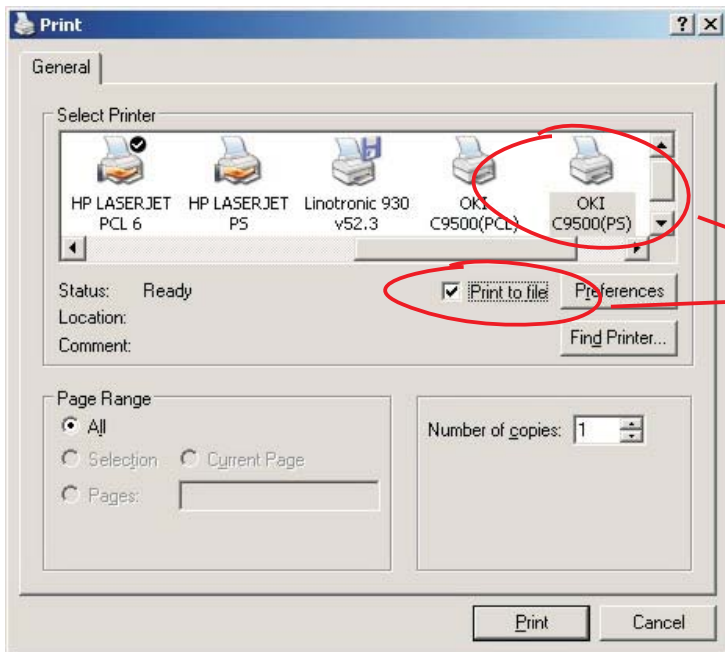 Print
General
Select Printer
HP LASERJET PCL 6
HP LASERJET PS
Linotronic 930 v52.3
OKI C9500(PCL)
OKI C9500(PS)
Status: Ready
Print to file
Preferences
Location:
Comment:
Find Printer...
Page Range
All
Selection
Current Page
Pages:
Number of copies: 1
Print
Cancel